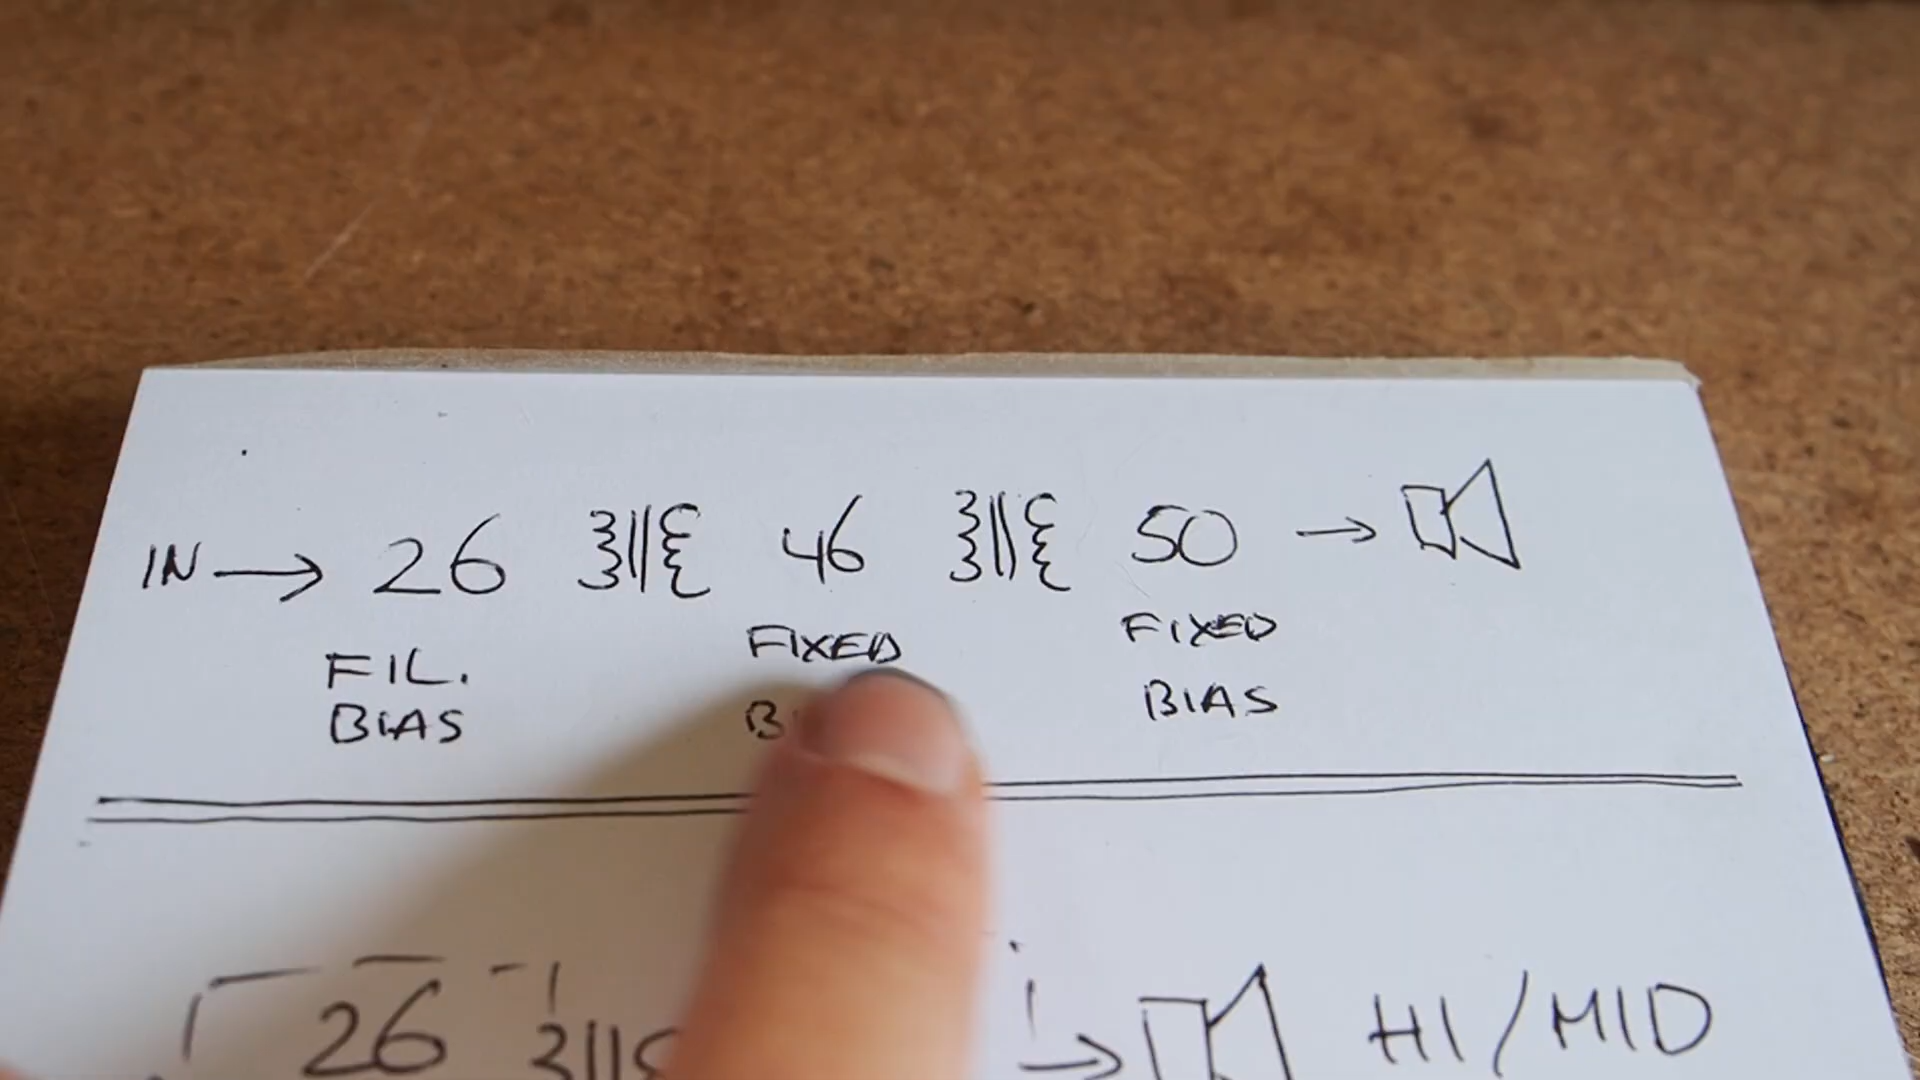 IN → 26 46 50 →
FIL. BIAS FIXED FIXED BIAS
26 → HI/MID